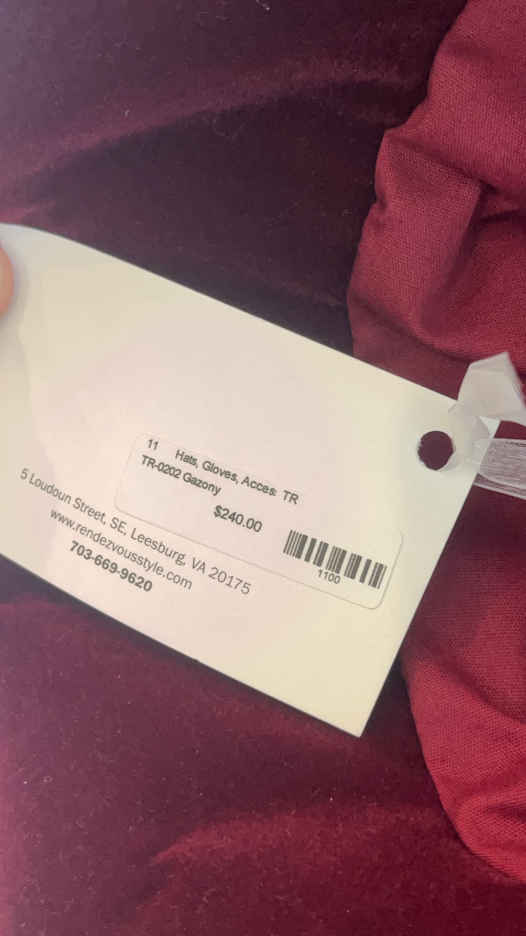 11 Hats, Gloves, Acces: TR
TR-0202 Gazony
$240.00
1100
5 Loudoun Street, SE, Leesburg, VA 20175
www.rendezvousstyle.com
703-669-9620